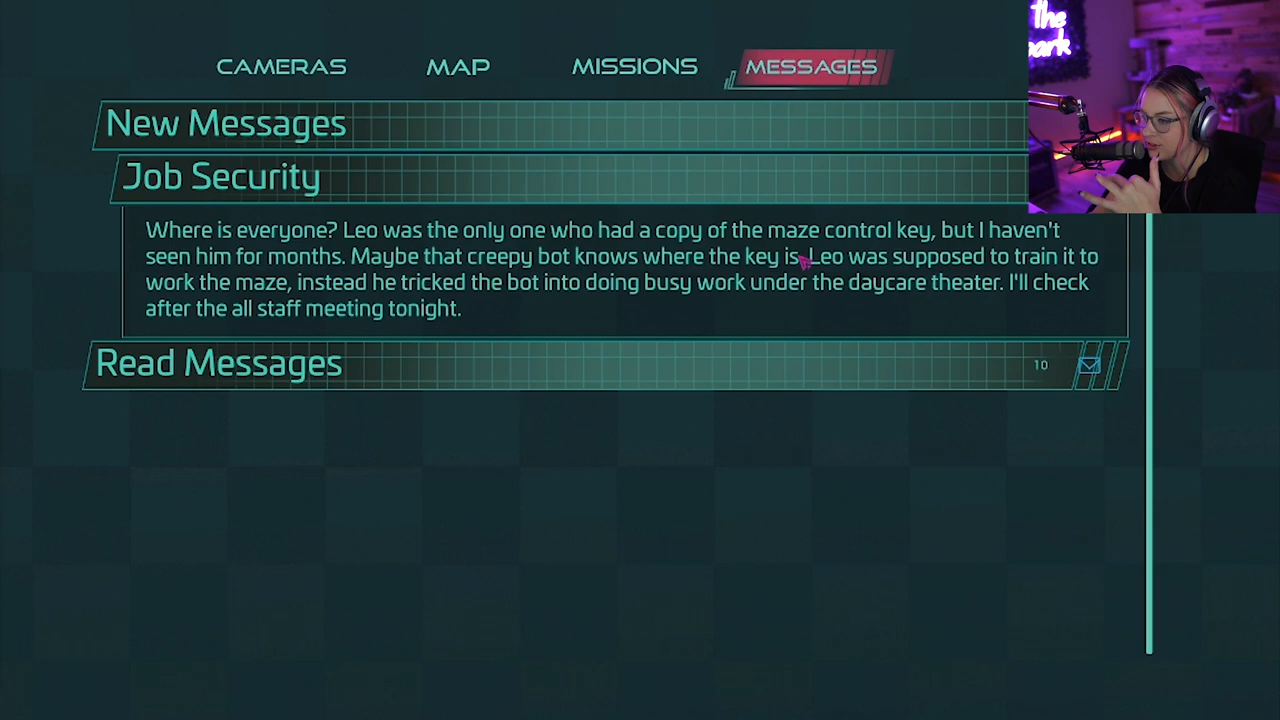 CAMERAS MAP MISSIONS MESSAGES
the
New Messages
Job Security
Where is everyone? Leo was the only one who had a copy of the maze control key, but I haven't
seen him for months. Maybe that creepy bot knows where the key is. Leo was supposed to train it to
work the maze, instead he tricked the bot into doing busy work under the daycare theater. I'll check
after the all staff meeting tonight.
Read Messages 10